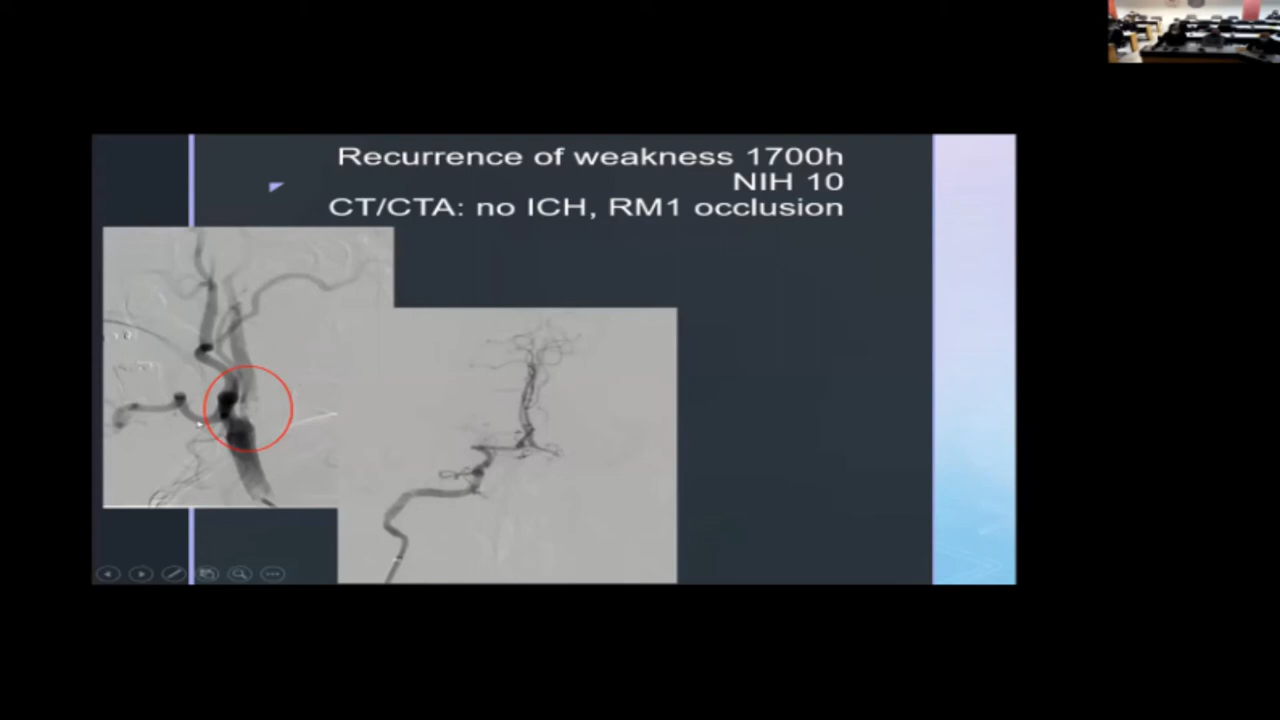 Recurrence of weakness 1700h
NIH 10
CT/CTA: no ICH, RM1 occlusion